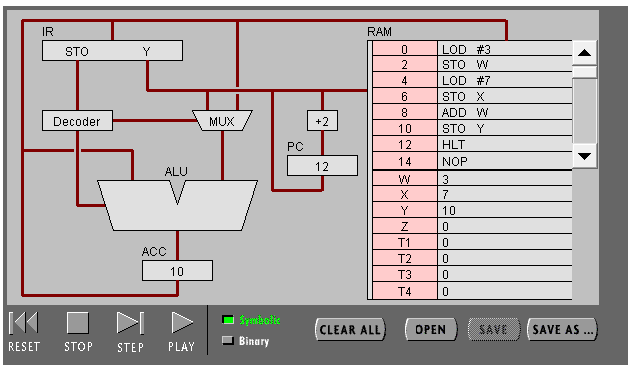 IR
STO Y
Decoder
MUX
+2
PC
12
ALU
ACC
10
RAM
0 LOD #3
2 STO W
4 LOD #7
6 STO X
8 ADD W
10 STO Y
12 HLT
14 NOP
W 3
X 7
Y 10
Z 0
T1 0
T2 0
T3 0
T4 0
RESET STOP STEP PLAY
Symbolic
Binary
CLEAR ALL OPEN SAVE SAVE AS ...